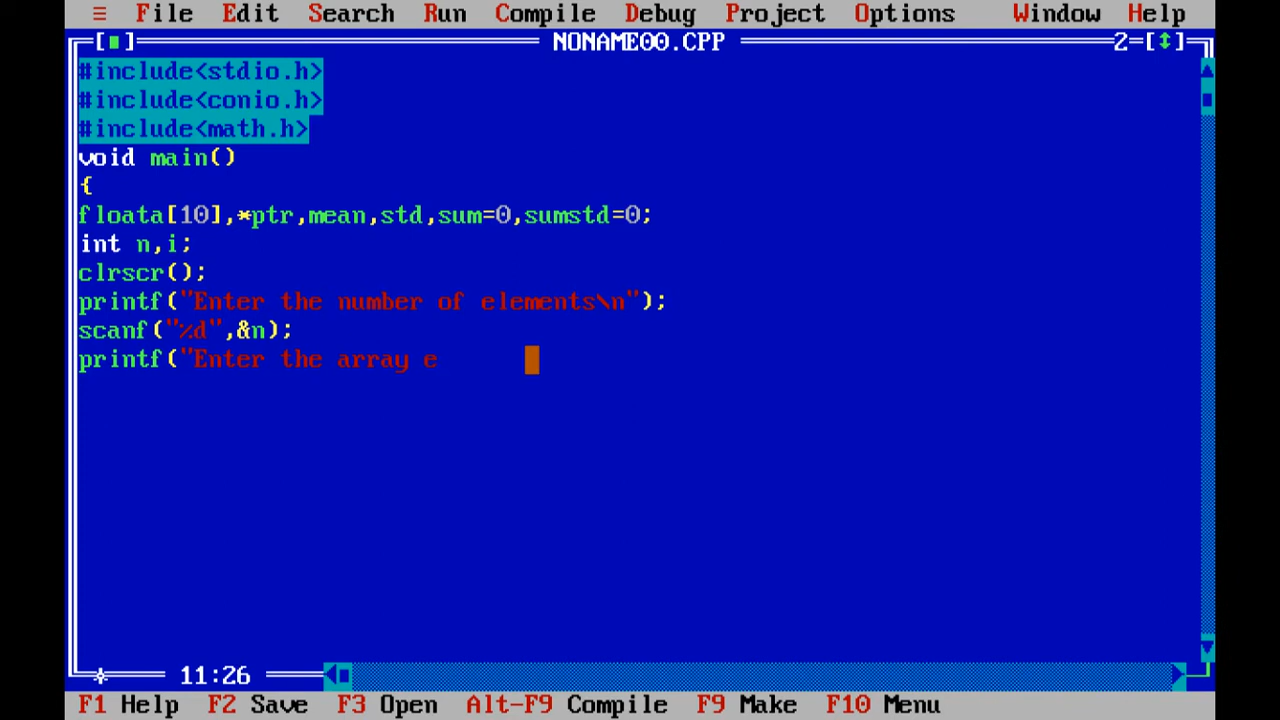 ≡ File Edit Search Run Compile Debug Project Options Window Help
[■] NONAME00.CPP 2=[↕]
#include<stdio.h>
#include<conio.h>
#include<math.h>
void main()
{
floata[10],*ptr,mean,std,sum=0,sumstd=0;
int n,i;
clrscr();
printf("Enter the number of elements\n");
scanf("%d",&n);
printf("Enter the array e
11:26
F1 Help F2 Save F3 Open Alt-F9 Compile F9 Make F10 Menu